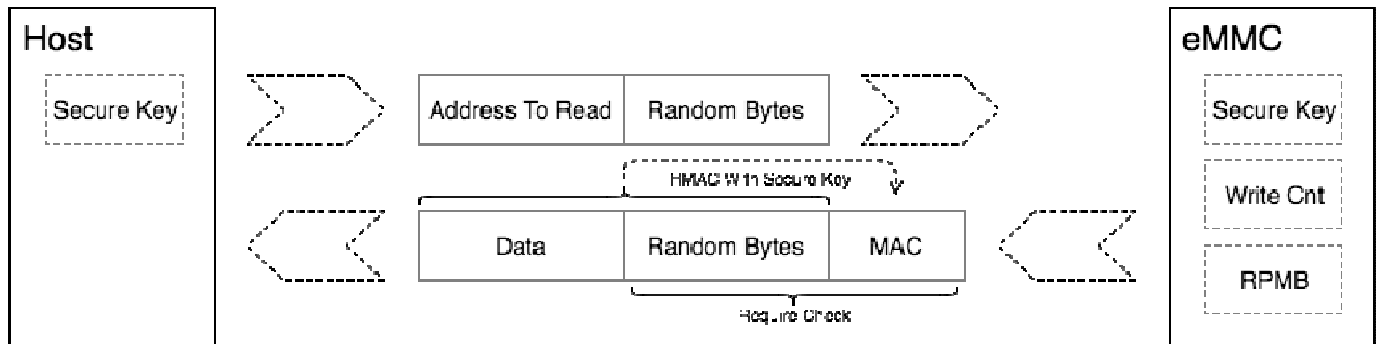 Host
eMMC
Secure Key
Address To Read
Random Bytes
Secure Key
HMAC With Secure Key
Write Cnt
Data
Random Bytes
MAC
RPMB
Require Check